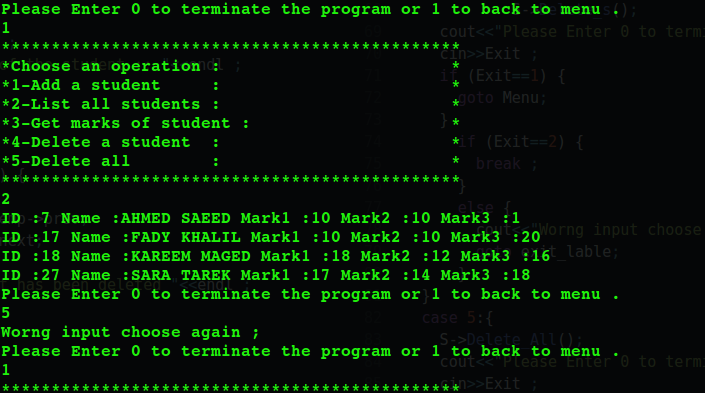 Please Enter 0 to terminate the program or 1 to back to menu .
1
**********************************************
*Choose an operation :                       *
*1-Add a student     :                       *
*2-List all students :                       *
*3-Get marks of student :                    *
*4-Delete a student  :                       *
*5-Delete all        :                       *
**********************************************
2
ID :7 Name :AHMED SAEED Mark1 :10 Mark2 :10 Mark3 :1
ID :17 Name :FADY KHALIL Mark1 :10 Mark2 :10 Mark3 :20
ID :18 Name :KAREEM MAGED Mark1 :18 Mark2 :12 Mark3 :16
ID :27 Name :SARA TAREK Mark1 :17 Mark2 :14 Mark3 :18
Please Enter 0 to terminate the program or 1 to back to menu .
5
Worng input choose again ;
Please Enter 0 to terminate the program or 1 to back to menu .
1
**********************************************
cout<<"Please Enter 0 to termi
cin>>Exit ;
if (Exit==1) {
goto Menu;
}
if (Exit==2) {
break ;
}
else {
cout<<"Worng input choose
}
case 5:{
S->Delete_All();
cout<<"Please Enter 0 to termi
cin>>Exit ;